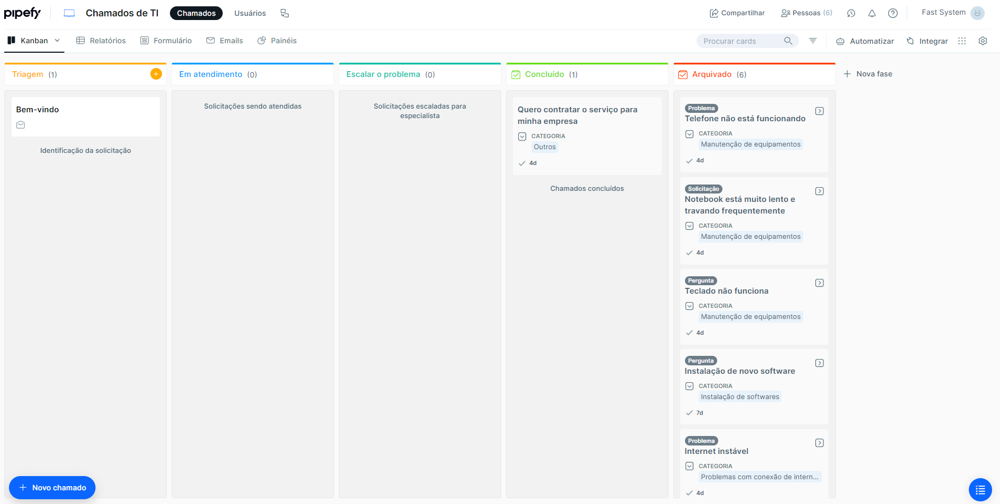 pipefy
Chamados de TI
Chamados
Usuários
Compartilhar
Pessoas (6)
Fast System
Kanban
Relatórios
Formulário
Emails
Painéis
Procurar cards
Automatizar
Integrar
Triagem (1)
Bem-vindo
Identificação da solicitação
Em atendimento (0)
Solicitações sendo atendidas
Escalar o problema (0)
Solicitações escaladas para
especialista
Concluído (1)
Quero contratar o serviço para
minha empresa
CATEGORIA
Outros
4d
Chamados concluídos
Arquivado (6)
Problema
Telefone não está funcionando
CATEGORIA
Manutenção de equipamentos
4d
Solicitação
Notebook está muito lento e
travando frequentemente
CATEGORIA
Manutenção de equipamentos
4d
Pergunta
Teclado não funciona
CATEGORIA
Manutenção de equipamentos
4d
Pergunta
Instalação de novo software
CATEGORIA
Instalação de softwares
7d
Problema
Internet instável
CATEGORIA
Problemas com conexão de intern...
4d
Nova fase
Novo chamado